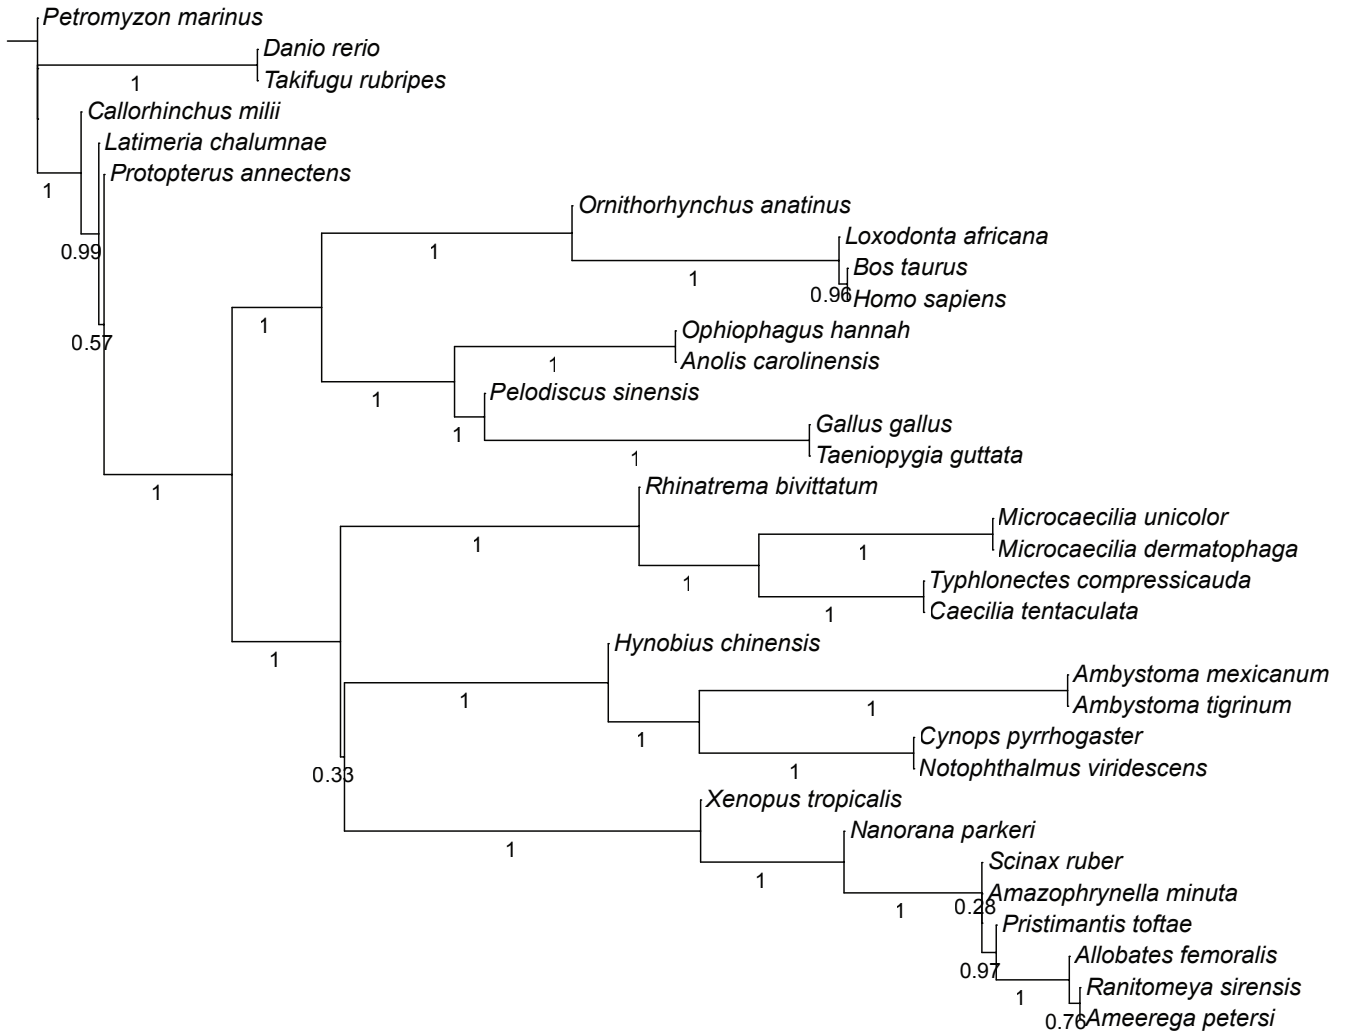 Petromyzon marinus
Danio rerio
Takifugu rubripes
1
Callorhinchus milii
Latimeria chalumnae
Protopterus annectens
1
Ornithorhynchus anatinus
Loxodonta africana
0.99
1
Bos taurus
1
0.96
Homo sapiens
1
Ophiophagus hannah
0.57
Anolis carolinensis
1
Pelodiscus sinensis
1
Gallus gallus
1
Taeniopygia guttata
1
Rhinatrema bivittatum
1
Microcaecilia unicolor
1
Microcaecilia dermatophaga
1
Typhlonectes compressicauda
1
Caecilia tentaculata
1
Hynobius chinensis
1
Ambystoma mexicanum
1
Ambystoma tigrinum
1
Cynops pyrrhogaster
1
Notophthalmus viridescens
1
0.33
Xenopus tropicalis
Nanorana parkeri
1
Scinax ruber
1
Amazophrynella minuta
0.28
1
Pristimantis toftae
Allobates femoralis
0.97
Ranitomeya sirensis
1
Ameerega petersi
0.76